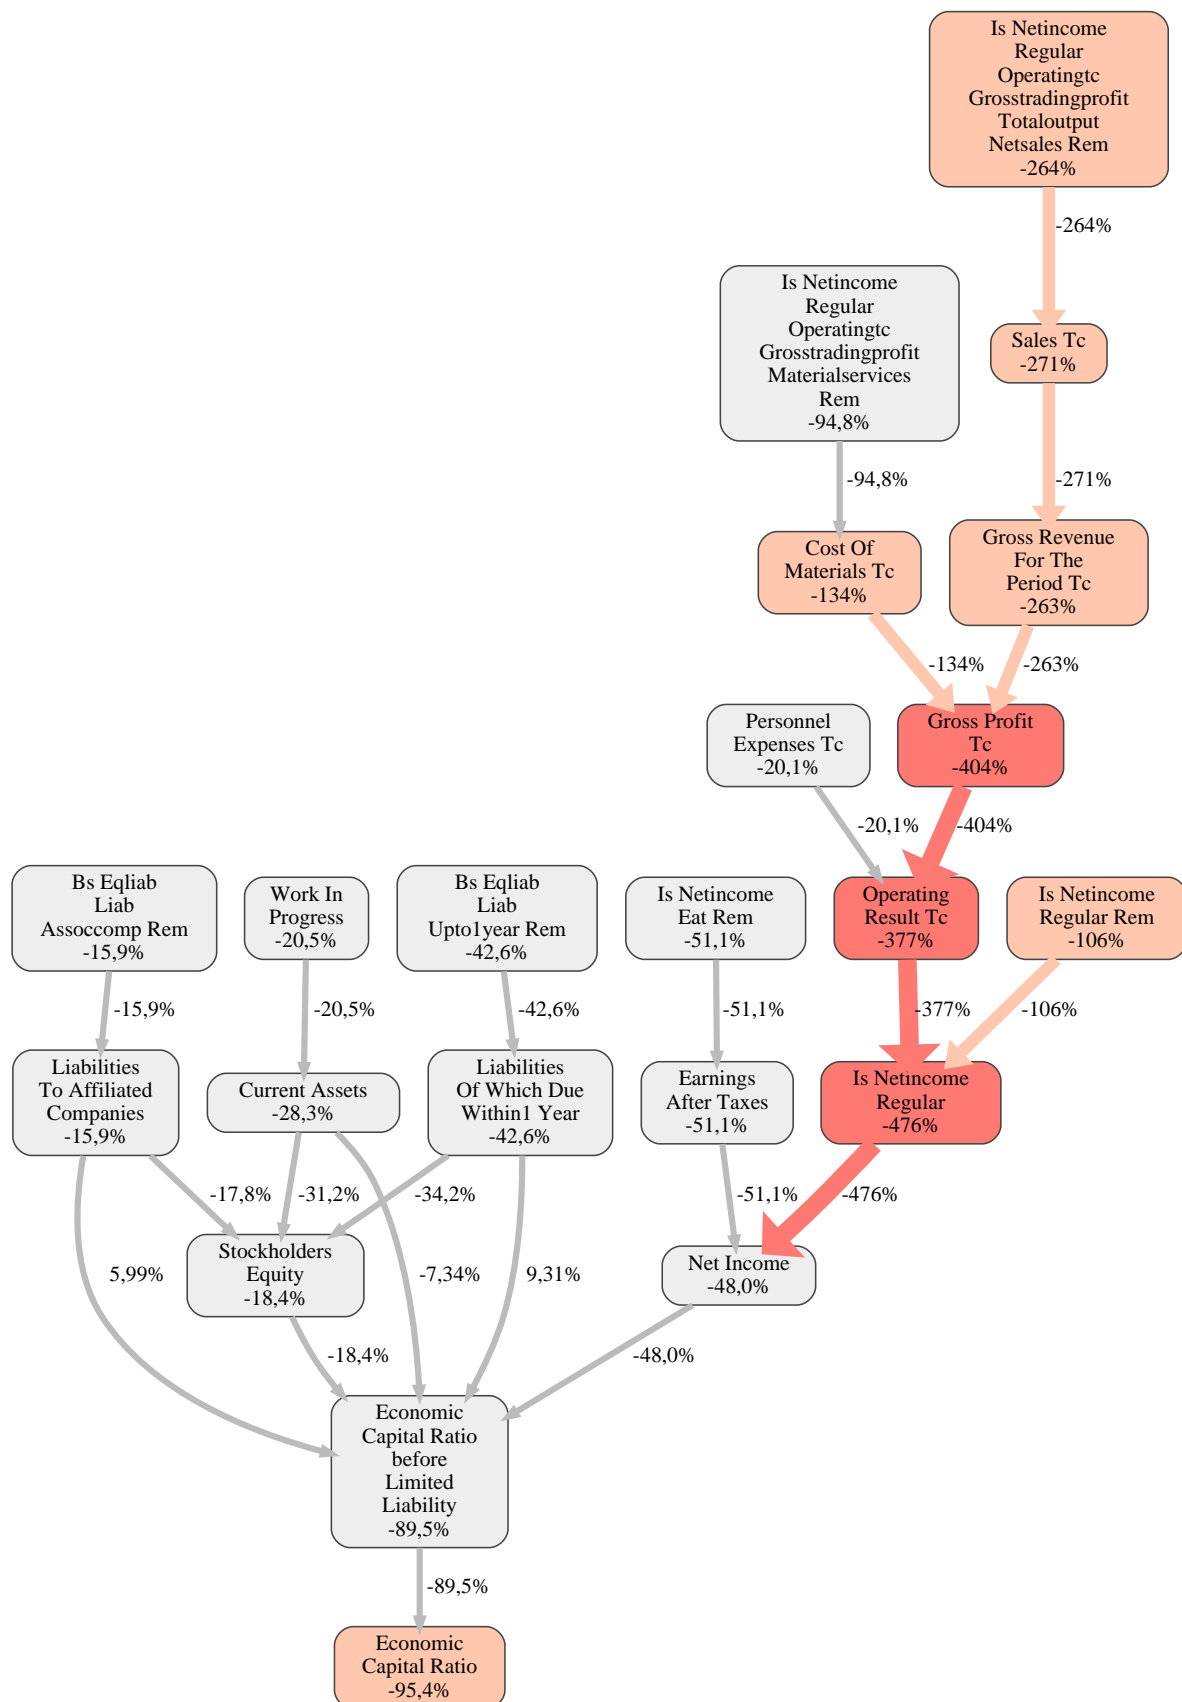 Is Netincome
Regular
Operatingtc
Grosstradingprofit
Totaloutput
Netsales Rem
-264%
-264%
Is Netincome
Regular
Operatingtc
Grosstradingprofit
Materialservices
Rem
-94,8%
Sales Tc
-271%
-94,8%
-271%
Cost Of
Materials Tc
-134%
Gross Revenue
For The
Period Tc
-263%
-134%
-263%
Personnel
Expenses Tc
-20,1%
Gross Profit
Tc
-404%
-20,1%
-404%
Bs Eqliab
Liab
Assoccomp Rem
-15,9%
Work In
Progress
-20,5%
Bs Eqliab
Liab
Upto1year Rem
-42,6%
Is Netincome
Eat Rem
-51,1%
Operating
Result Tc
-377%
Is Netincome
Regular Rem
-106%
-15,9%
-20,5%
-42,6%
-51,1%
-377%
-106%
Liabilities
To Affiliated
Companies
-15,9%
Current Assets
-28,3%
Liabilities
Of Which Due
Within1 Year
-42,6%
Earnings
After Taxes
-51,1%
Is Netincome
Regular
-476%
-17,8%
-31,2%
-34,2%
-51,1%
-476%
5,99%
Stockholders
Equity
-18,4%
-7,34%
9,31%
Net Income
-48,0%
-18,4%
-48,0%
Economic
Capital Ratio
before
Limited
Liability
-89,5%
-89,5%
Economic
Capital Ratio
-95,4%